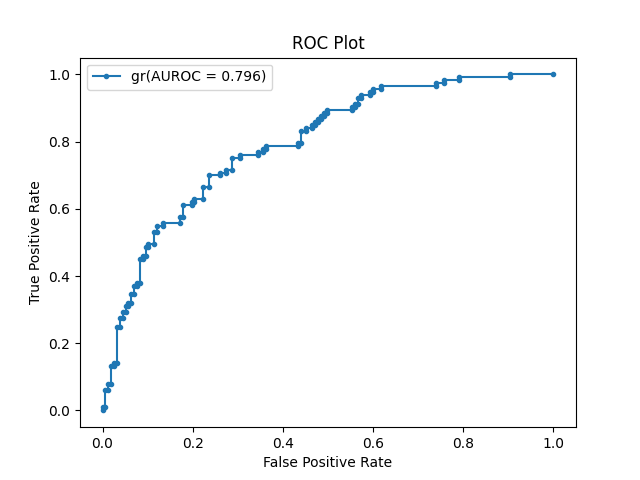 ROC Plot
gr(AUROC = 0.796)
True Positive Rate
1.0
0.8
0.6
0.4
0.2
0.0
0.0 0.2 0.4 0.6 0.8 1.0
False Positive Rate